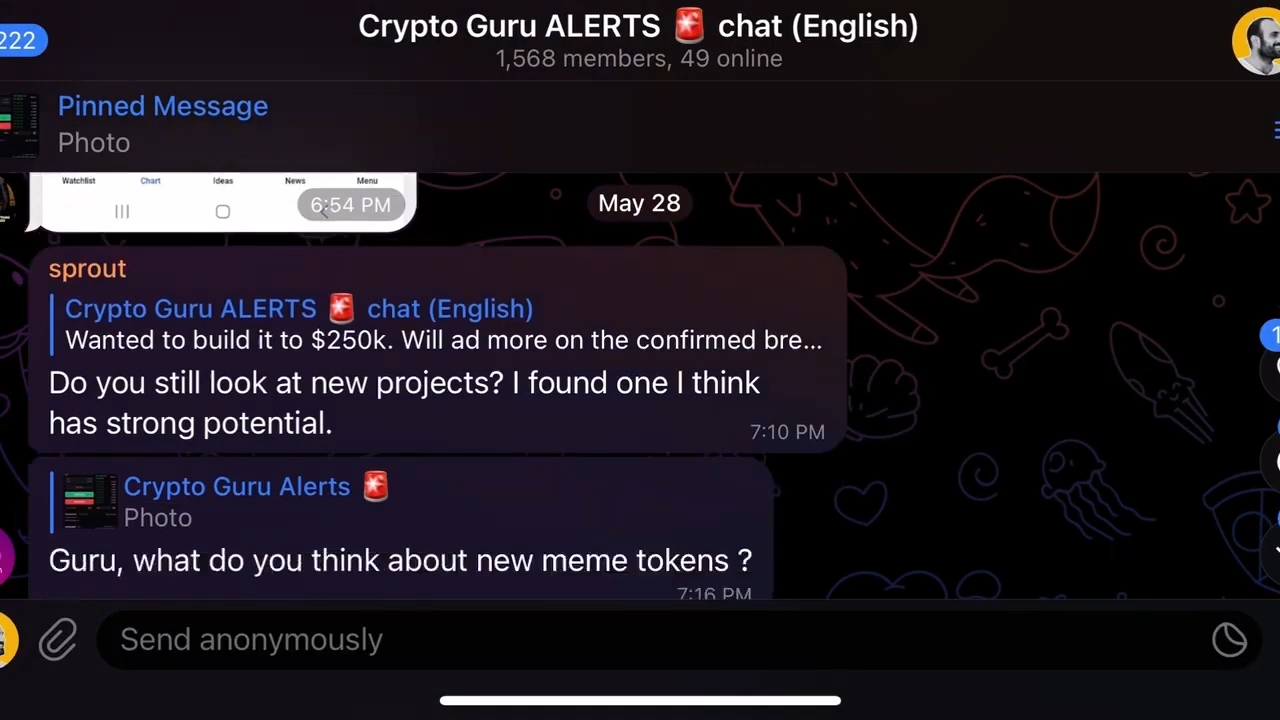 222
Crypto Guru ALERTS 🚨 chat (English)
1,568 members, 49 online
Pinned Message
Photo
Watchlist Chart Ideas News Menu
6:54 PM
May 28
sprout
Crypto Guru ALERTS 🚨 chat (English)
Wanted to build it to $250k. Will ad more on the confirmed bre...
Do you still look at new projects? I found one I think
has strong potential.
7:10 PM
Crypto Guru Alerts 🚨
Photo
Guru, what do you think about new meme tokens ?
7:16 PM
Send anonymously